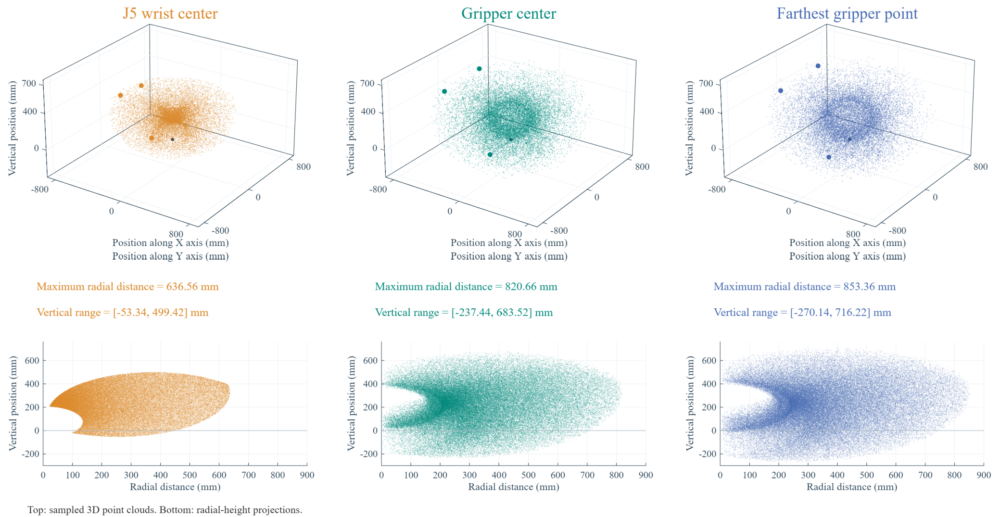 J5 wrist center
Gripper center
Farthest gripper point
Vertical position (mm)
700
400
0
-800
0
800
-800
0
800
Position along X axis (mm)
Position along Y axis (mm)
Vertical position (mm)
700
400
0
-800
0
800
-800
0
800
Position along X axis (mm)
Position along Y axis (mm)
Vertical position (mm)
700
400
0
-800
0
800
-800
0
800
Position along X axis (mm)
Position along Y axis (mm)
Maximum radial distance = 636.56 mm
Vertical range = [-53.34, 499.42] mm
Maximum radial distance = 820.66 mm
Vertical range = [-237.44, 683.52] mm
Maximum radial distance = 853.36 mm
Vertical range = [-270.14, 716.22] mm
Vertical position (mm)
600
400
200
0
-200
0 100 200 300 400 500 600 700 800 900
Radial distance (mm)
Vertical position (mm)
600
400
200
0
-200
0 100 200 300 400 500 600 700 800 900
Radial distance (mm)
Vertical position (mm)
600
400
200
0
-200
0 100 200 300 400 500 600 700 800 900
Radial distance (mm)
Top: sampled 3D point clouds. Bottom: radial-height projections.